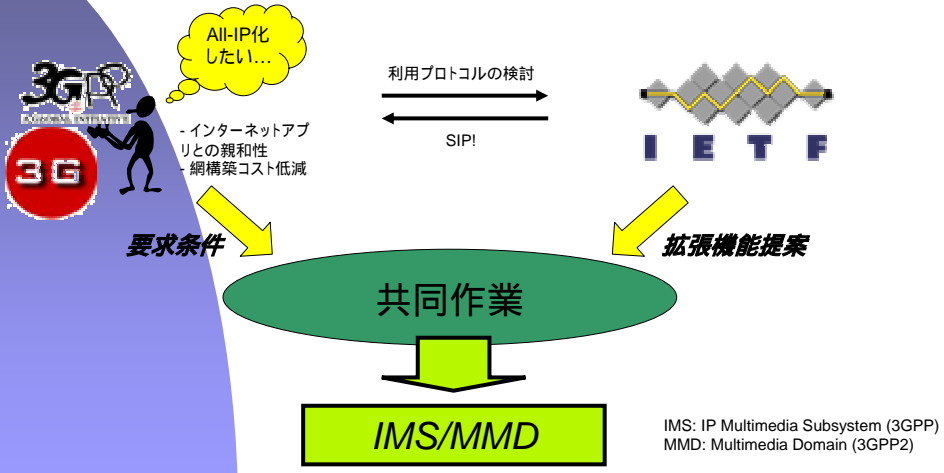 All-IP化
したい…
3GPP
A GLOBAL INITIATIVE
3G
- インターネットアプ
リとの親和性
- 網構築コスト低減
利用プロトコルの検討
SIP!
I E T F
要求条件
拡張機能提案
共同作業
IMS/MMD
IMS: IP Multimedia Subsystem (3GPP)
MMD: Multimedia Domain (3GPP2)